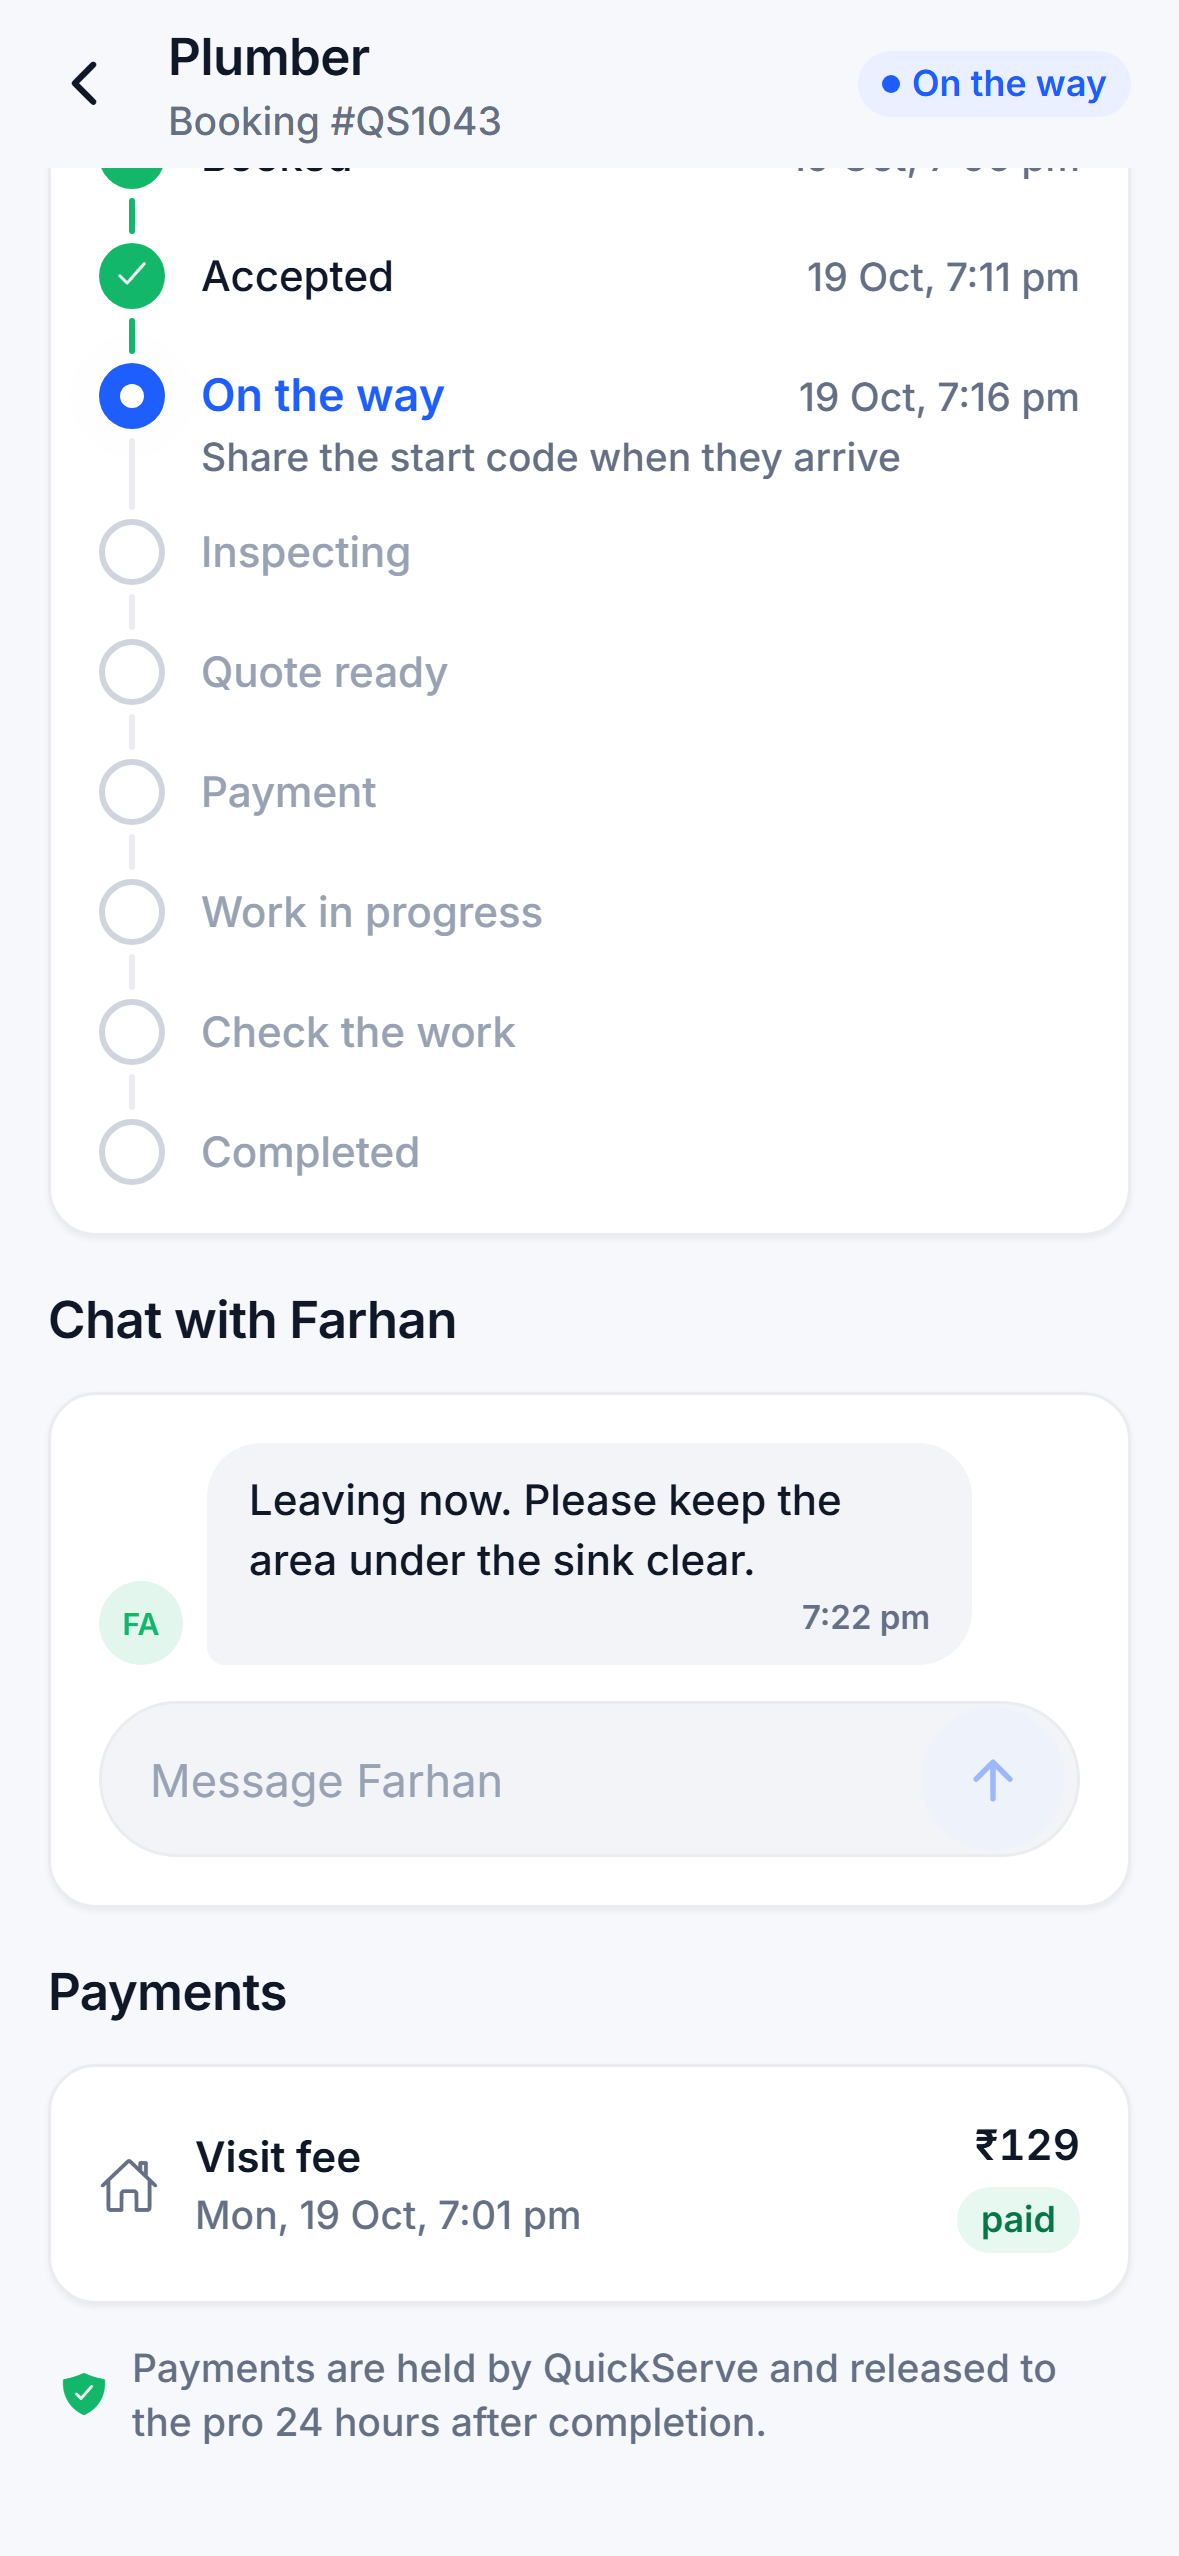 Plumber
Booking #QS1043
On the way
Booked
Accepted
19 Oct, 7:11 pm
On the way
19 Oct, 7:16 pm
Share the start code when they arrive
Inspecting
Quote ready
Payment
Work in progress
Check the work
Completed
Chat with Farhan
Leaving now. Please keep the
area under the sink clear.
7:22 pm
FA
Message Farhan
Payments
Visit fee
₹129
Mon, 19 Oct, 7:01 pm
paid
Payments are held by QuickServe and released to
the pro 24 hours after completion.